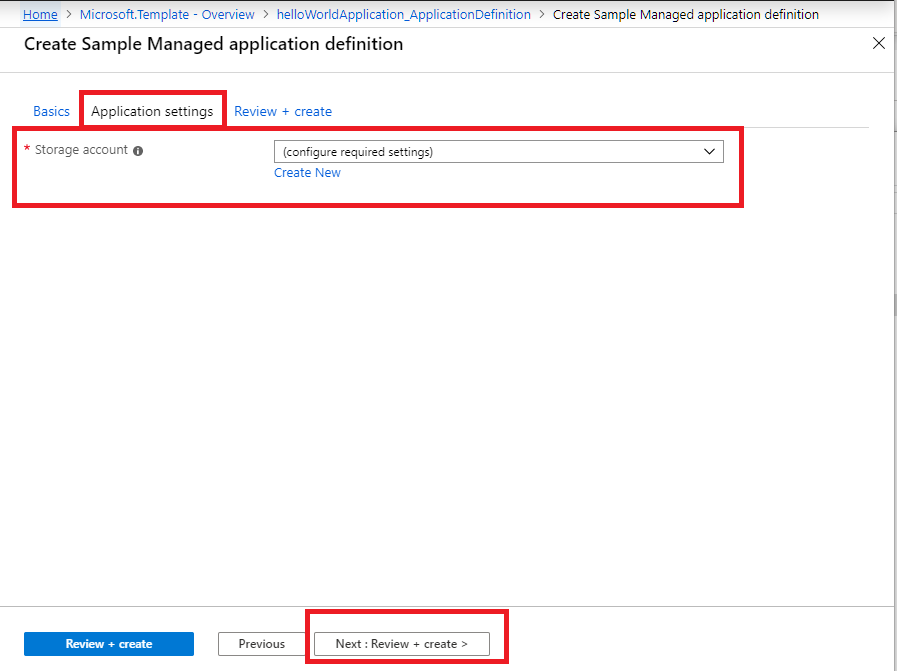 Home > Microsoft.Template - Overview > helloWorldApplication_ApplicationDefinition > Create Sample Managed application definition
Create Sample Managed application definition
Basics Application settings Review + create
* Storage account (configure required settings)
Create New
Review + create Previous Next : Review + create >